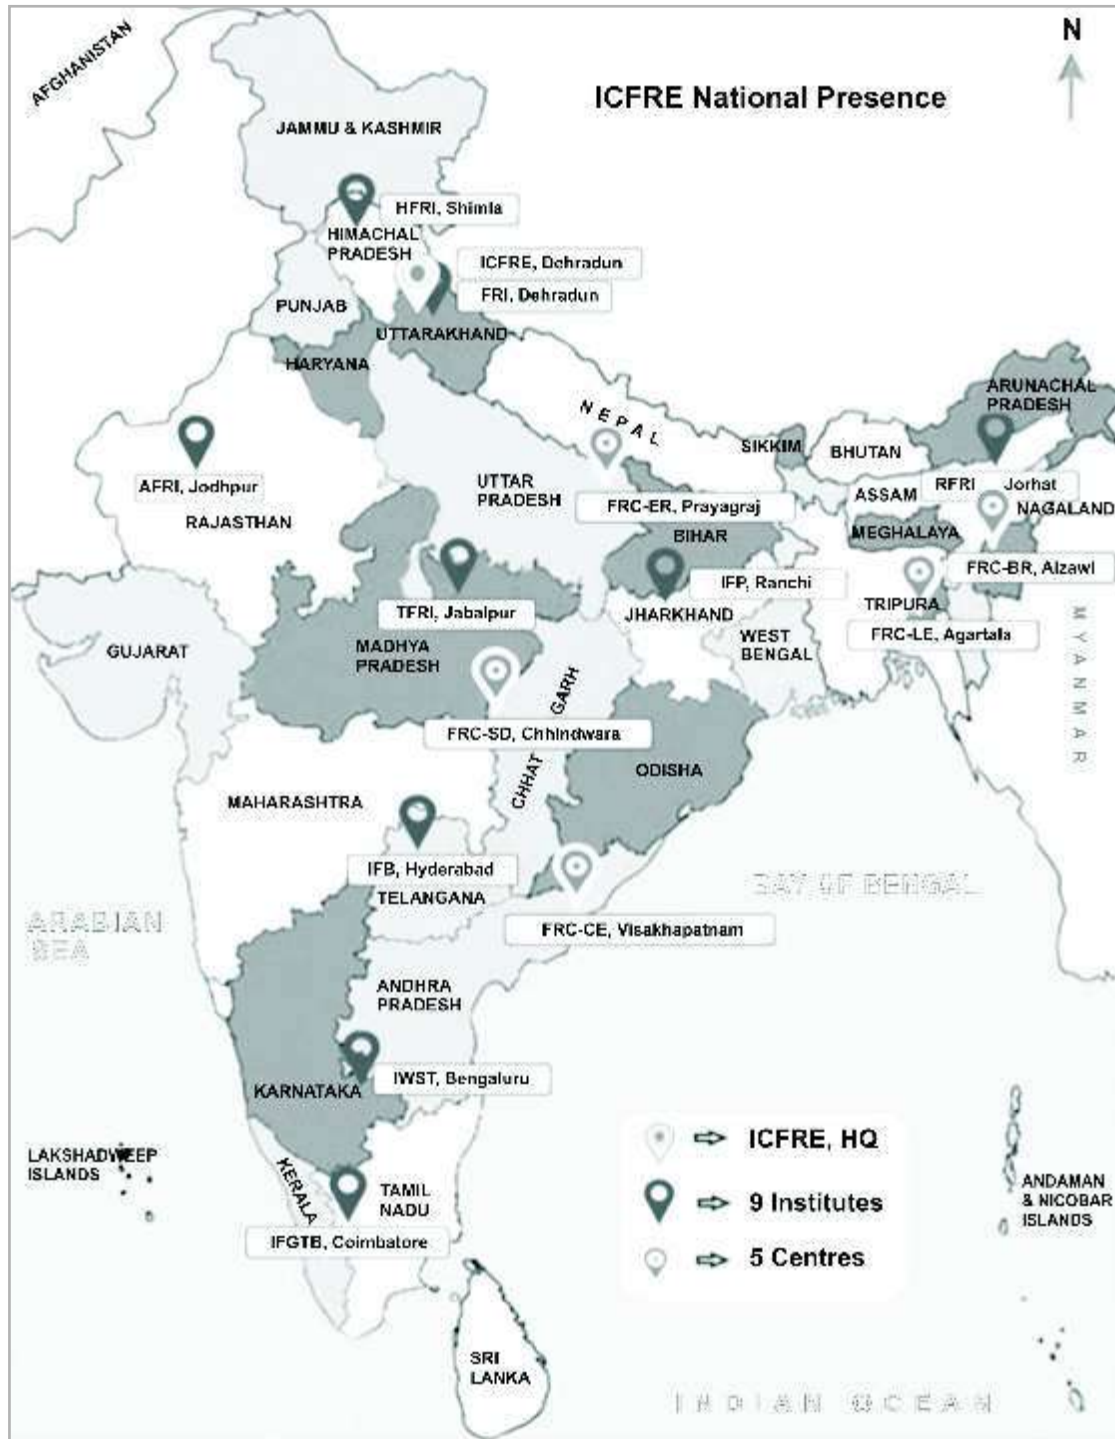 AFGHANISTAN
N
ICFRE National Presence
JAMMU & KASHMIR
HFRI, Shimla
HIMACHAL
PRADESH
ICFRE, Dehradun
FRI, Dehradun
PUNJAB
UTTARAKHAND
HARYANA
NEPAL
ARUNACHAL
PRADESH
SIKKIM
BHUTAN
AFRI, Jodhpur
RAJASTHAN
UTTAR
PRADESH
ASSAM
RFRI Jorhat
NAGALAND
FRC-ER, Prayagraj
BIHAR
MEGHALAYA
FRC-BR, Aizawl
IFP, Ranchi
TFRI, Jabalpur
JHARKHAND
TRIPURA
FRC-LE, Agartala
GUJARAT
MADHYA
PRADESH
WEST
BENGAL
MYANMAR
FRC-SD, Chhindwara
CHHAT GARH
ODISHA
MAHARASHTRA
IFB, Hyderabad
TELANGANA
BAY OF BENGAL
ARABIAN
SEA
FRC-CE, Visakhapatnam
ANDHRA
PRADESH
IWST, Bengaluru
KARNATAKA
ICFRE, HQ
LAKSHADWEEP
ISLANDS
KERALA
TAMIL
NADU
9 Institutes
ANDAMAN
& NICOBAR
ISLANDS
IFGTB, Coimbatore
5 Centres
SRI
LANKA
INDIAN OCEAN